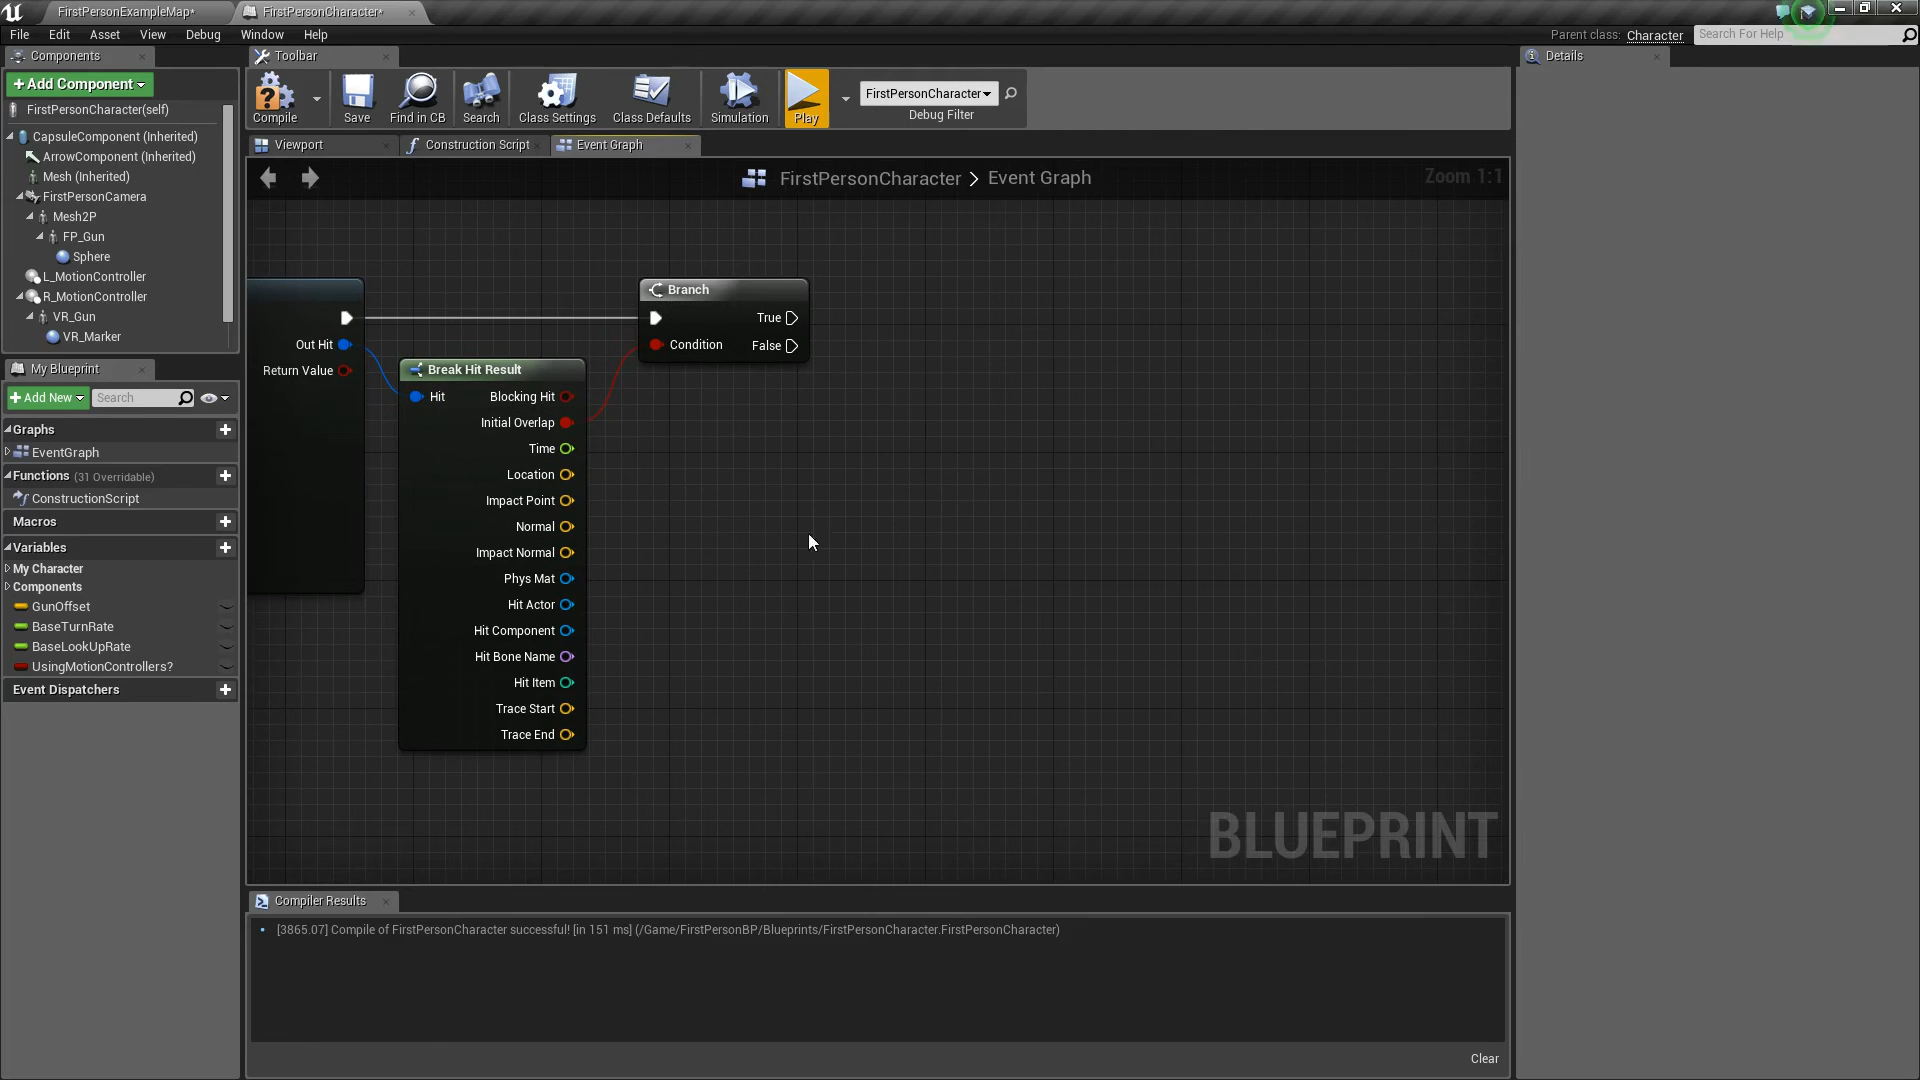 FirstPersonExampleMap*
FirstPersonCharacter*
File Edit Asset View Debug Window Help
Parent class: Character
Search For Help
Components
+Add Component
FirstPersonCharacter(self)
CapsuleComponent (Inherited)
ArrowComponent (Inherited)
Mesh (Inherited)
FirstPersonCamera
Mesh2P
FP_Gun
Sphere
L_MotionController
R_MotionController
VR_Gun
VR_Marker
My Blueprint
+Add New
Search
Graphs
EventGraph
Functions (31 Overridable)
ConstructionScript
Macros
Variables
My Character
Components
GunOffset
BaseTurnRate
BaseLookUpRate
UsingMotionControllers?
Event Dispatchers
Toolbar
Compile
Save
Find in CB
Search
Class Settings
Class Defaults
Simulation
Play
FirstPersonCharacter
Debug Filter
Viewport
Construction Script
Event Graph
FirstPersonCharacter > Event Graph
Zoom 1:1
Out Hit
Return Value
Break Hit Result
Hit
Blocking Hit
Initial Overlap
Time
Location
Impact Point
Normal
Impact Normal
Phys Mat
Hit Actor
Hit Component
Hit Bone Name
Hit Item
Trace Start
Trace End
Branch
True
Condition
False
BLUEPRINT
Compiler Results
[3865.07] Compile of FirstPersonCharacter successful! [in 151 ms] (/Game/FirstPersonBP/Blueprints/FirstPersonCharacter.FirstPersonCharacter)
Clear
Details